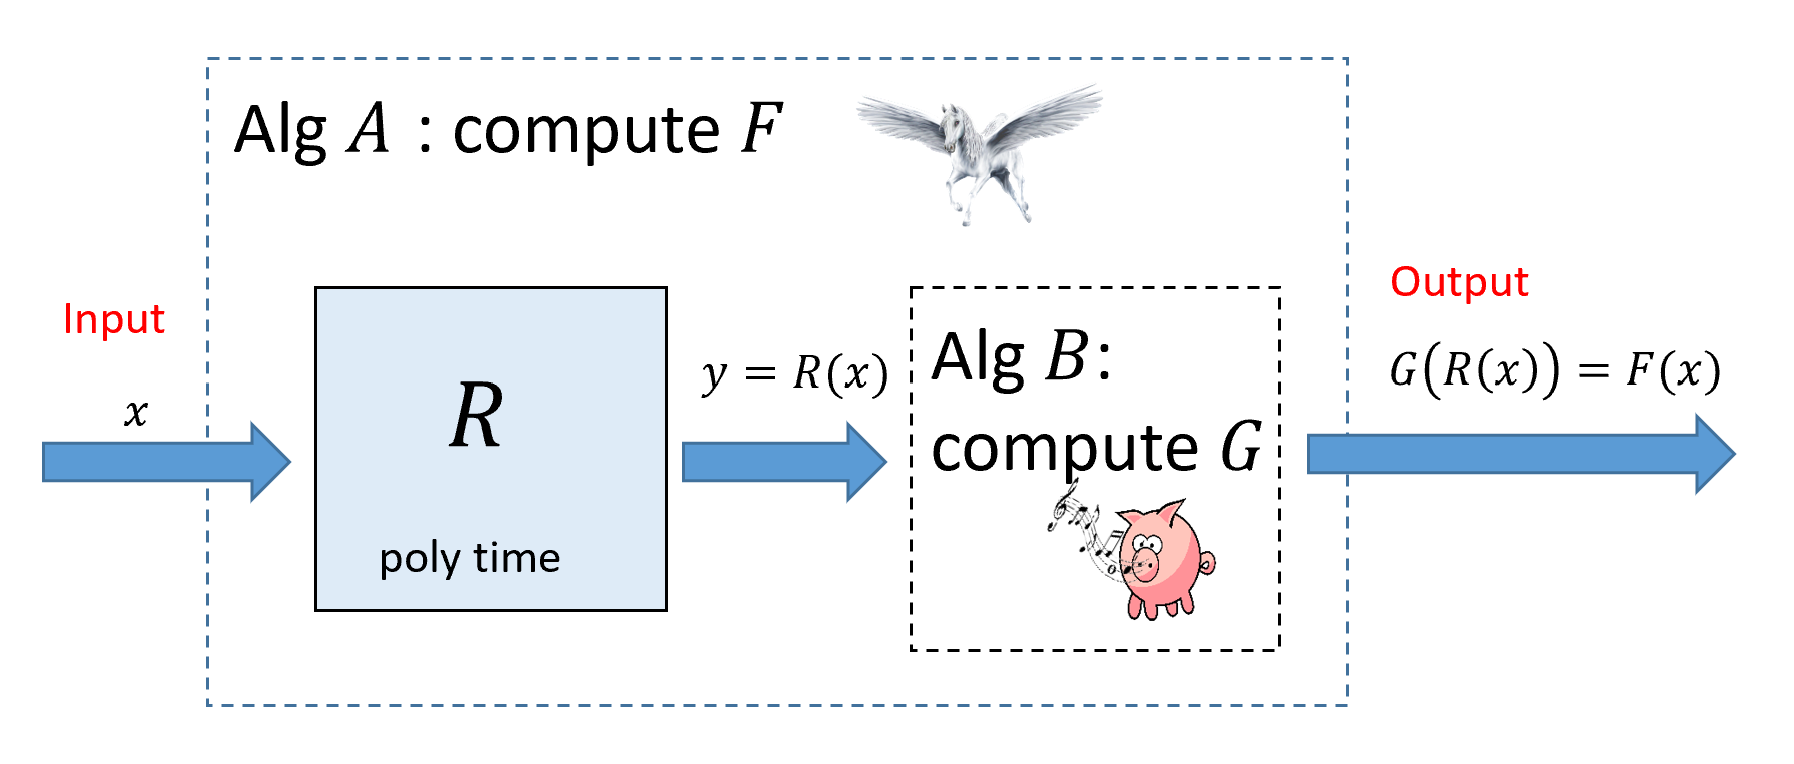 Alg A : compute F
Input
x
R
poly time
y = R(x)
Alg B:
compute G
Output
G(R(x)) = F(x)